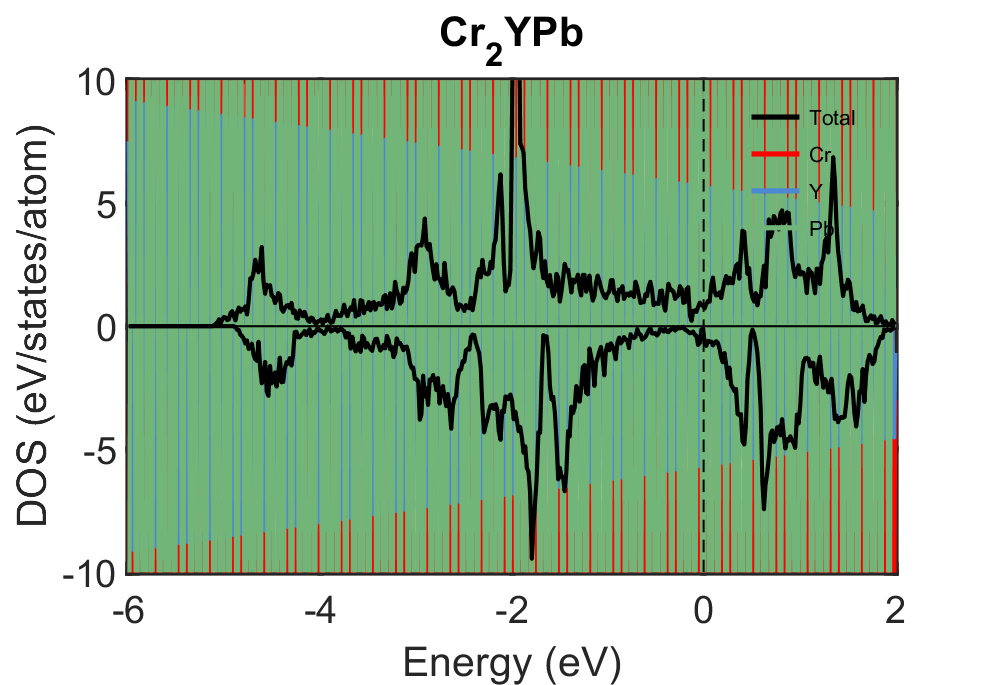 Cr2YPb
DOS (eV/states/atom)
10
5
0
-5
-10
Total
Cr
Y
Pb
-6 -4 -2 0 2
Energy (eV)